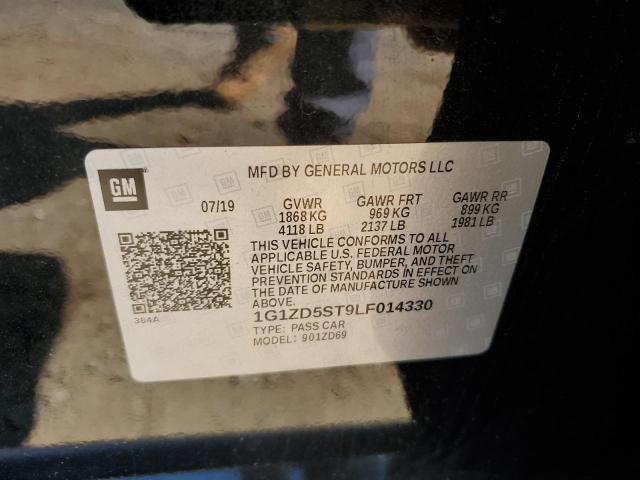 MFD BY GENERAL MOTORS LLC
GM
07/19 GVWR GAWR FRT GAWR RR
1868 KG 969 KG 899 KG
4118 LB 2137 LB 1981 LB
THIS VEHICLE CONFORMS TO ALL
APPLICABLE U.S. FEDERAL MOTOR
VEHICLE SAFETY, BUMPER, AND THEFT
PREVENTION STANDARDS IN EFFECT ON
THE DATE OF MANUFACTURE SHOWN
ABOVE.
384A
1G1ZD5ST9LF014330
TYPE: PASS CAR
MODEL: 901ZD69